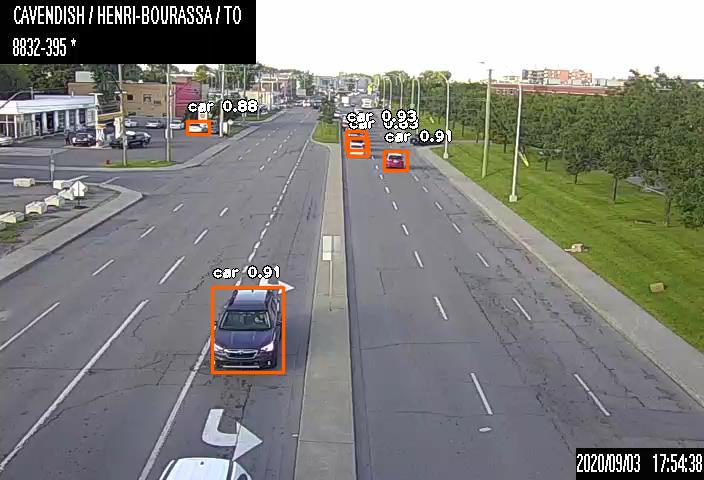 CAVENDISH / HENRI-BOURASSA / TO
8832-395 *
car 0.88
car 0.93
car 0.91
car 0.91
2020/09/03 17:54:38